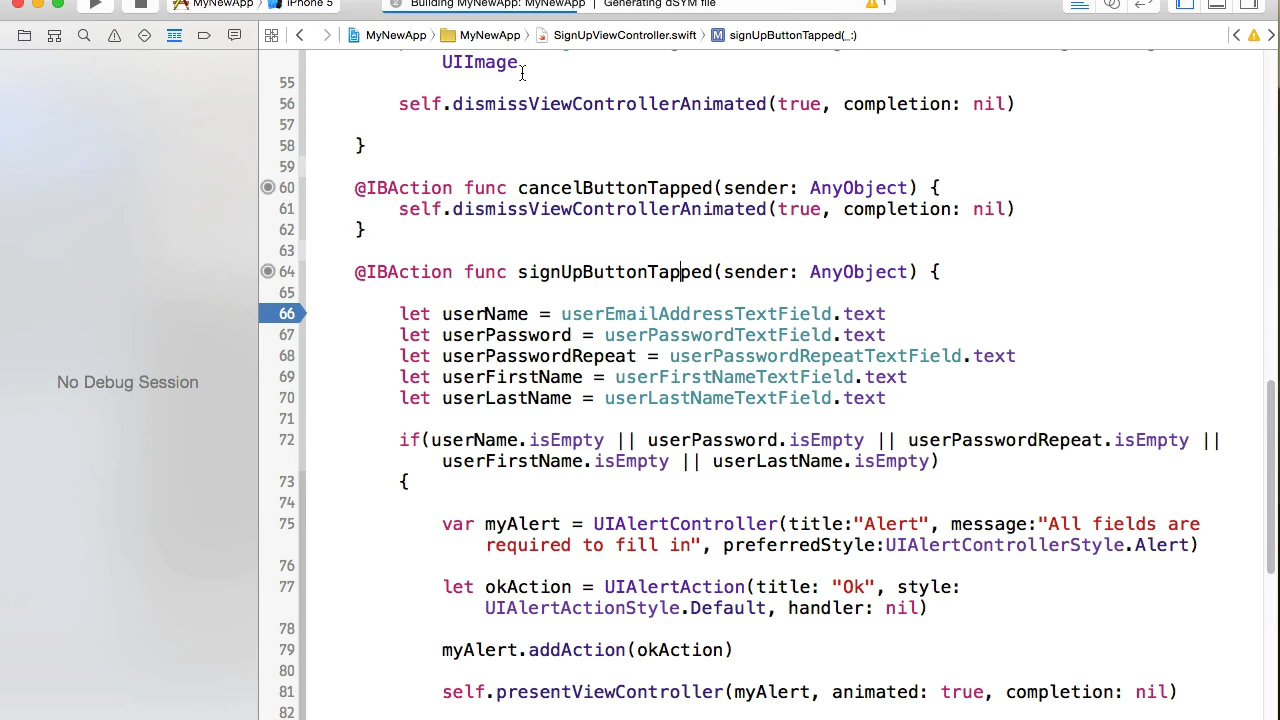 MyNewApp iPhone 5 2 Building MyNewApp: MyNewApp Generating dSYM file 1
MyNewApp MyNewApp SignUpViewController.swift M signUpButtonTapped(_:)
UIImage
55
56 self.dismissViewControllerAnimated(true, completion: nil)
57
58 }
59
60 @IBAction func cancelButtonTapped(sender: AnyObject) {
61 self.dismissViewControllerAnimated(true, completion: nil)
62 }
63
64 @IBAction func signUpButtonTapped(sender: AnyObject) {
65
66 let userName = userEmailAddressTextField.text
67 let userPassword = userPasswordTextField.text
68 let userPasswordRepeat = userPasswordRepeatTextField.text
69 let userFirstName = userFirstNameTextField.text
70 let userLastName = userLastNameTextField.text
71
72 if(userName.isEmpty || userPassword.isEmpty || userPasswordRepeat.isEmpty ||
userFirstName.isEmpty || userLastName.isEmpty)
73 {
74
75 var myAlert = UIAlertController(title:"Alert", message:"All fields are
required to fill in", preferredStyle:UIAlertControllerStyle.Alert)
76
77 let okAction = UIAlertAction(title: "Ok", style:
UIAlertActionStyle.Default, handler: nil)
78
79 myAlert.addAction(okAction)
80
81 self.presentViewController(myAlert, animated: true, completion: nil)
82
No Debug Session